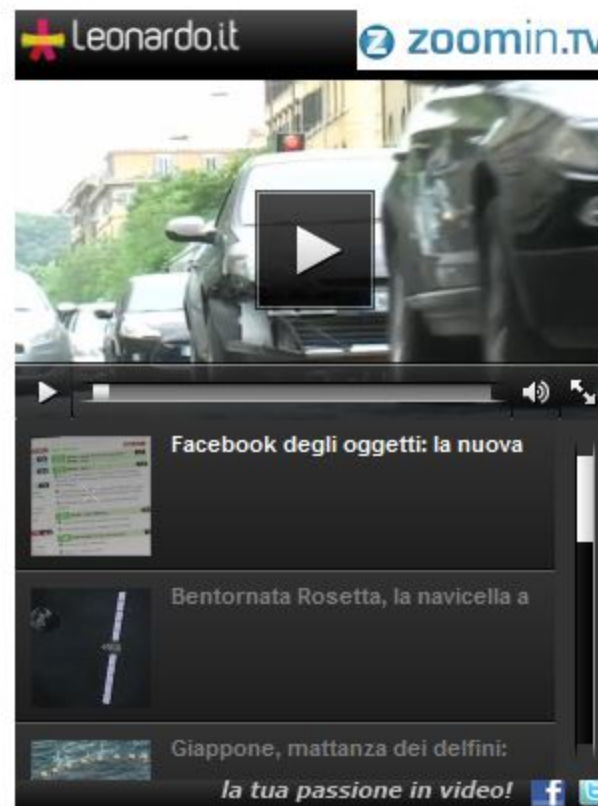 Leonardo.it
zoomin.TV
Facebook degli oggetti: la nuova
Bentornata Rosetta, la navicella a
Giappone, mattanza dei delfini:
la tua passione in video!